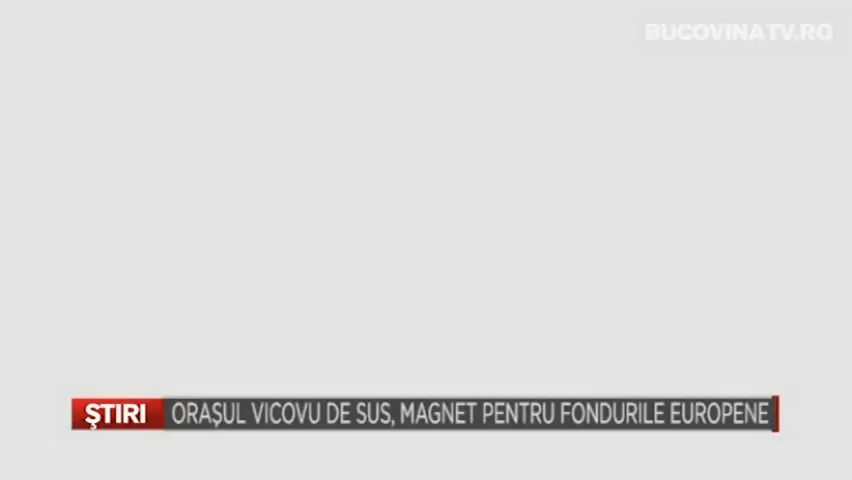 BUCOVINATV.RO
ŞTIRI ORAŞUL VICOVU DE SUS, MAGNET PENTRU FONDURILE EUROPENE